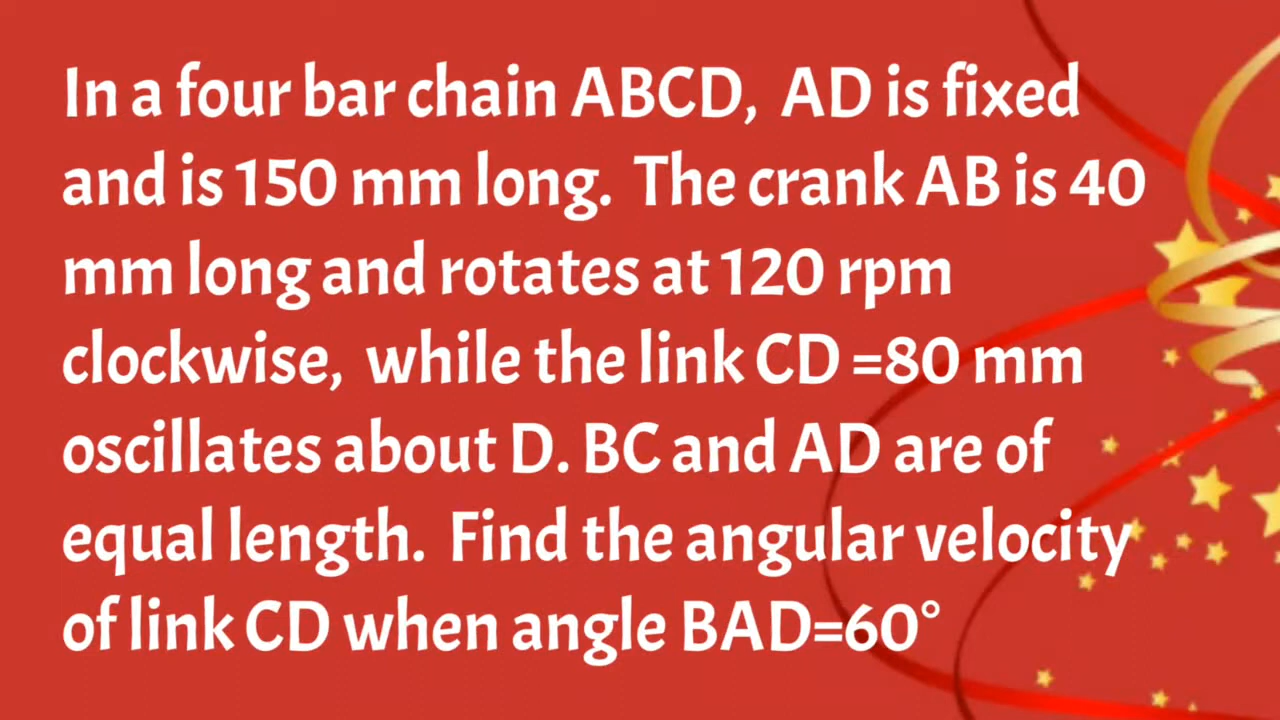 In a four bar chain ABCD, AD is fixed
and is 150 mm long. The crank AB is 40
mm long and rotates at 120 rpm
clockwise, while the link CD =80 mm
oscillates about D. BC and AD are of
equal length. Find the angular velocity
of link CD when angle BAD=60°